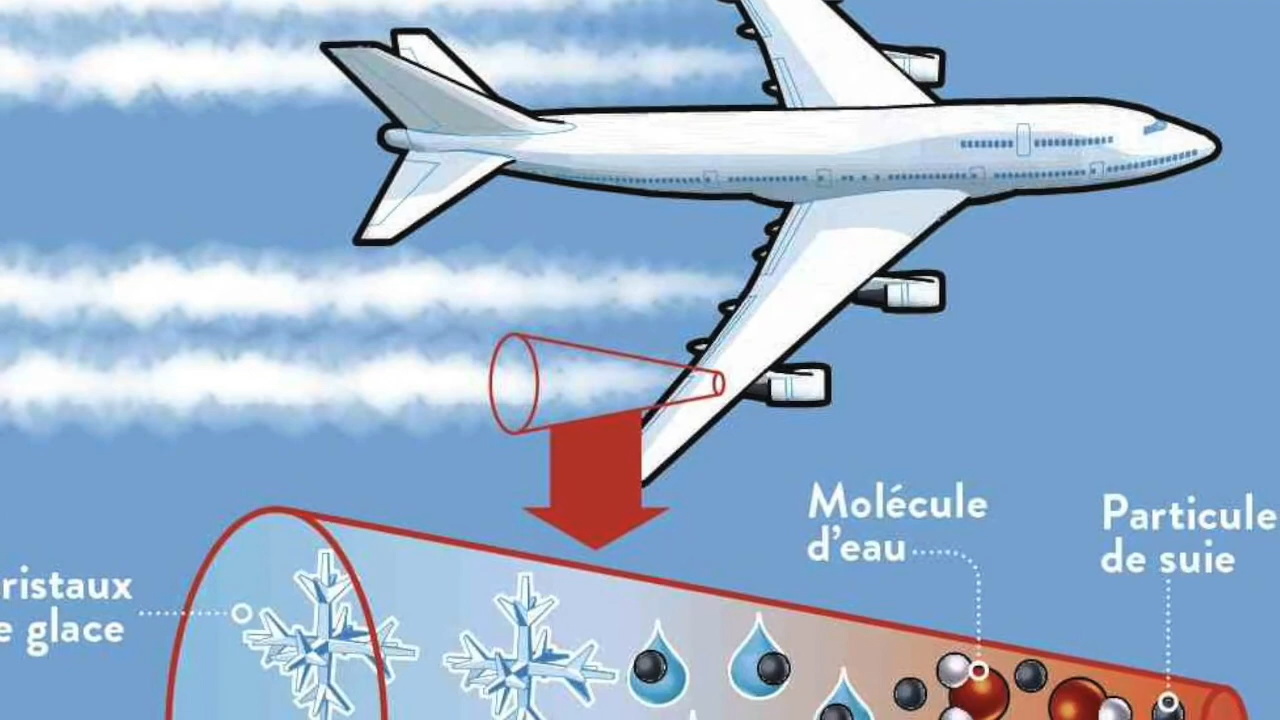 Molécule
d'eau
Particule
de suie
ristaux
e glace